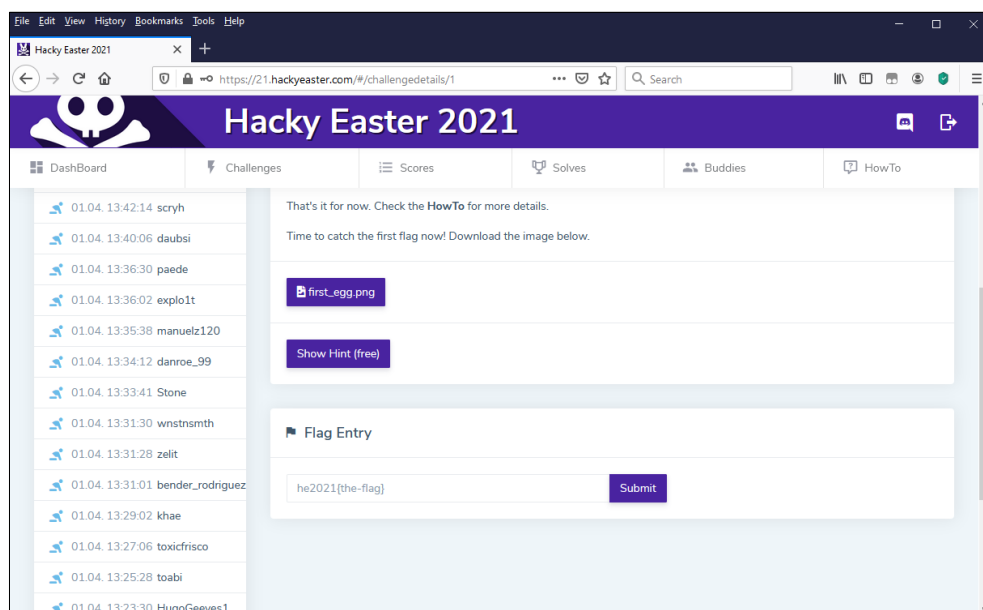 File Edit View History Bookmarks Tools Help
Hacky Easter 2021
https://21.hackyeaster.com/#/challengedetails/1
Search
Hacky Easter 2021
DashBoard Challenges Scores Solves Buddies HowTo
01.04. 13:42:14 scryh
01.04. 13:40:06 daubsi
01.04. 13:36:30 paede
01.04. 13:36:02 explo1t
01.04. 13:35:38 manuelz120
01.04. 13:34:12 danroe_99
01.04. 13:33:41 Stone
01.04. 13:31:30 wnstnsmth
01.04. 13:31:28 zelit
01.04. 13:31:01 bender_rodriguez
01.04. 13:29:02 khae
01.04. 13:27:06 toxicfrisco
01.04. 13:25:28 toabi
01.04. 13:23:30 HugoGeeves1
That's it for now. Check the HowTo for more details.
Time to catch the first flag now! Download the image below.
first_egg.png
Show Hint (free)
Flag Entry
he2021{the-flag}
Submit